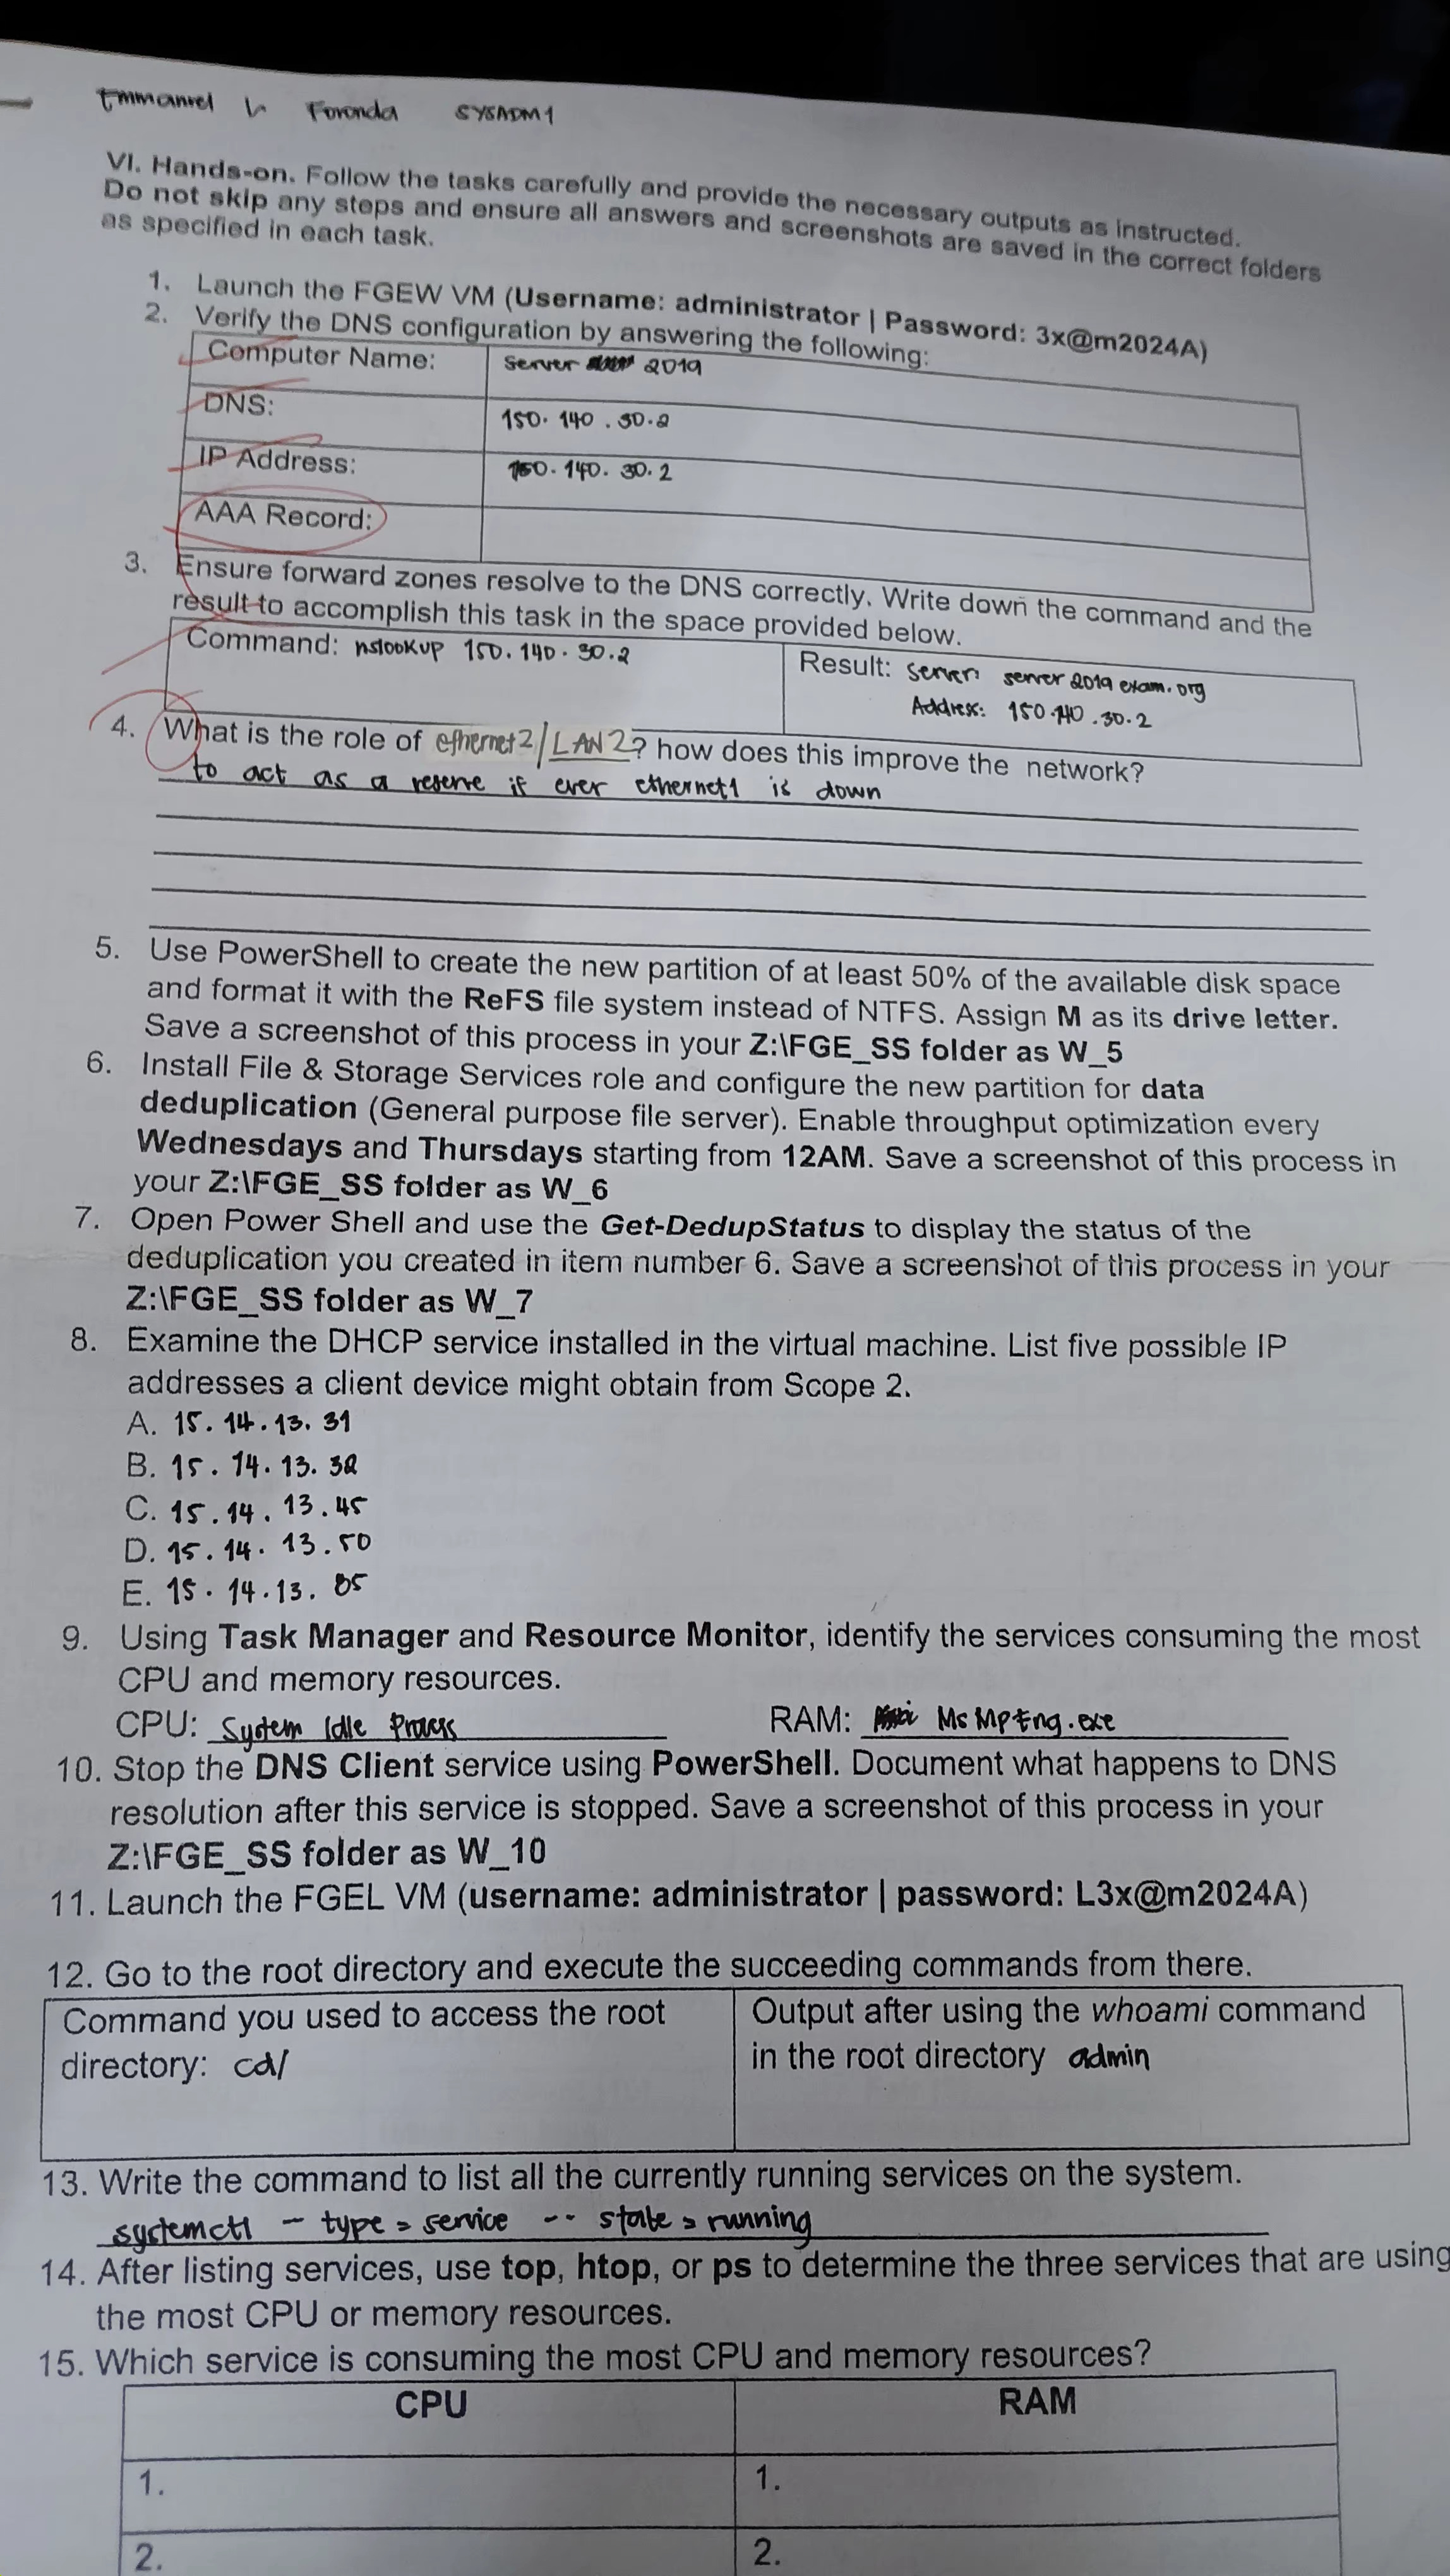 Emmanuel L. Foronda SYSADM1
VI. Hands-on. Follow the tasks carefully and provide the necessary outputs as instructed.
Do not skip any steps and ensure all answers and screenshots are saved in the correct folders
as specified in each task.
1. Launch the FGEW VM (Username: administrator | Password: 3x@m2024A)
2. Verify the DNS configuration by answering the following:
Computer Name: Server 2019
DNS: 150.140.30.2
IP Address: 150.140.30.2
AAA Record:
3. Ensure forward zones resolve to the DNS correctly. Write down the command and the
result to accomplish this task in the space provided below.
Command: nslookup 150.140.30.2
Result: Server: server2019exam.org
Address: 150.140.30.2
4. What is the role of ethernet2/LAN2? how does this improve the network?
to act as a reserve if ever ethernet1 is down
5. Use PowerShell to create the new partition of at least 50% of the available disk space
and format it with the ReFS file system instead of NTFS. Assign M as its drive letter.
Save a screenshot of this process in your Z:\FGE_SS folder as W_5
6. Install File & Storage Services role and configure the new partition for data
deduplication (General purpose file server). Enable throughput optimization every
Wednesdays and Thursdays starting from 12AM. Save a screenshot of this process in
your Z:\FGE_SS folder as W_6
7. Open Power Shell and use the Get-DedupStatus to display the status of the
deduplication you created in item number 6. Save a screenshot of this process in your
Z:\FGE_SS folder as W_7
8. Examine the DHCP service installed in the virtual machine. List five possible IP
addresses a client device might obtain from Scope 2.
A. 15.14.13.31
B. 15.14.13.32
C. 15.14.13.45
D. 15.14.13.50
E. 15.14.13.85
9. Using Task Manager and Resource Monitor, identify the services consuming the most
CPU and memory resources.
CPU: System Idle Process RAM: MsMpEng.exe
10. Stop the DNS Client service using PowerShell. Document what happens to DNS
resolution after this service is stopped. Save a screenshot of this process in your
Z:\FGE_SS folder as W_10
11. Launch the FGEL VM (username: administrator | password: L3x@m2024A)
12. Go to the root directory and execute the succeeding commands from there.
Command you used to access the root
directory: cd/
Output after using the whoami command
in the root directory admin
13. Write the command to list all the currently running services on the system.
systemctl - type = service -- state = running
14. After listing services, use top, htop, or ps to determine the three services that are using
the most CPU or memory resources.
15. Which service is consuming the most CPU and memory resources?
CPU RAM
1. 1.
2. 2.